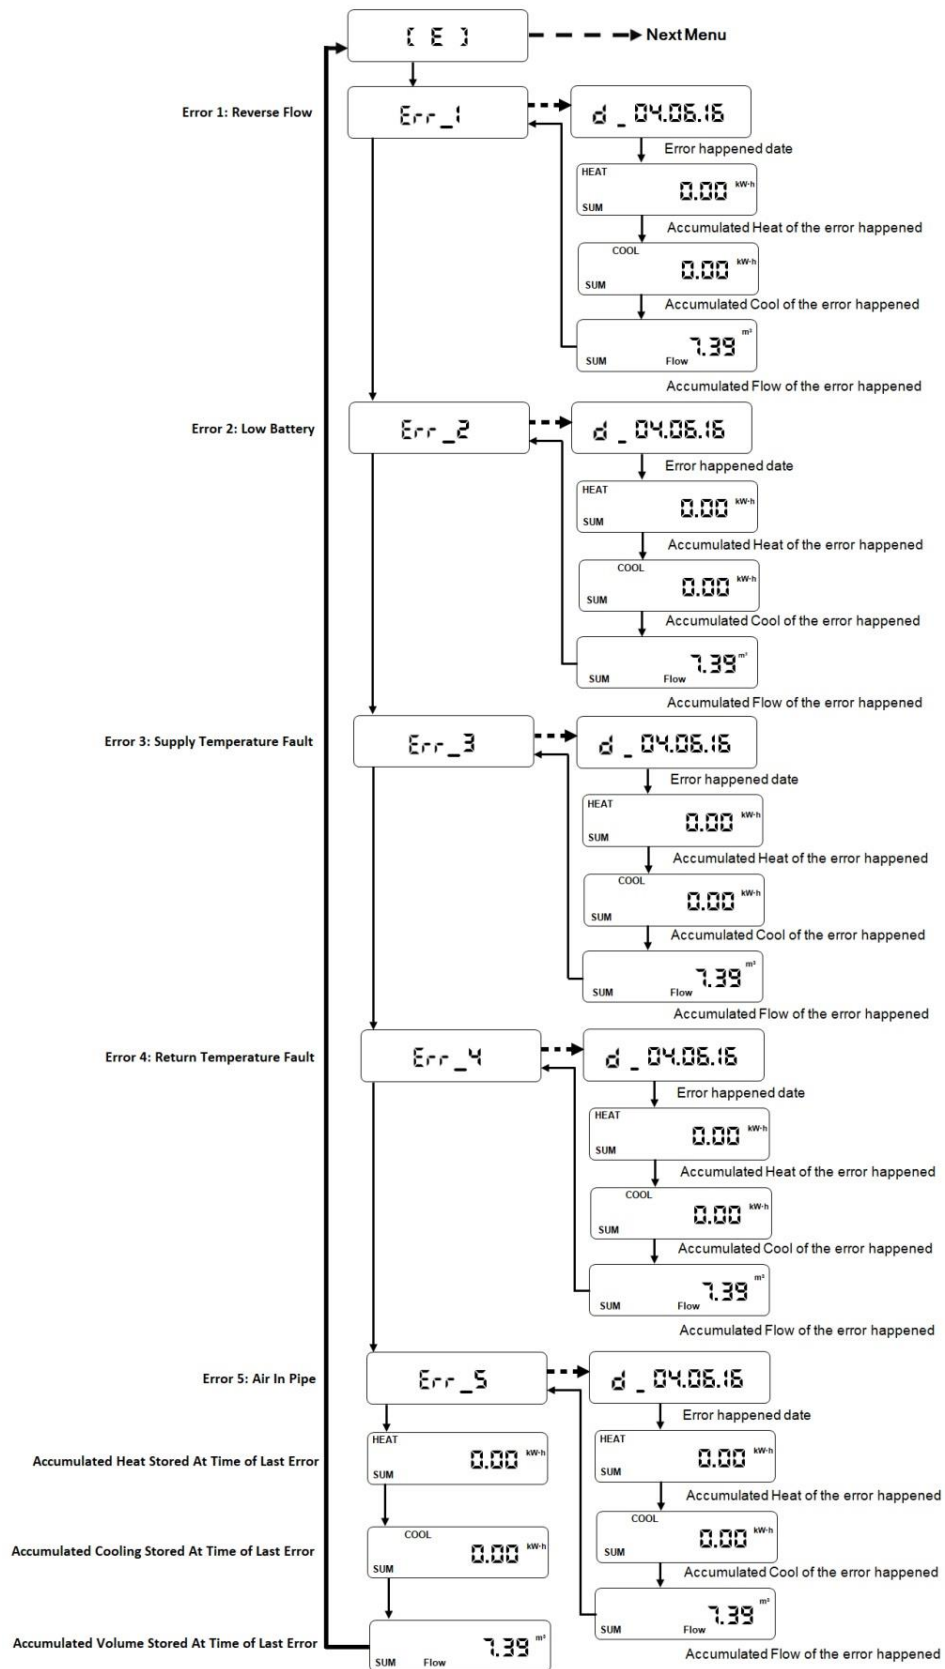 [ E ]
Next Menu
Error 1: Reverse Flow
Err_1
d _ 04.06.16
Error happened date
HEAT
0.00 kW·h
SUM
Accumulated Heat of the error happened
COOL
0.00 kW·h
SUM
Accumulated Cool of the error happened
7.39 m³
SUM Flow
Accumulated Flow of the error happened
Error 2: Low Battery
Err_2
d _ 04.06.16
Error happened date
HEAT
0.00 kW·h
SUM
Accumulated Heat of the error happened
COOL
0.00 kW·h
SUM
Accumulated Cool of the error happened
7.39 m³
SUM Flow
Accumulated Flow of the error happened
Error 3: Supply Temperature Fault
Err_3
d _ 04.06.16
Error happened date
HEAT
0.00 kW·h
SUM
Accumulated Heat of the error happened
COOL
0.00 kW·h
SUM
Accumulated Cool of the error happened
7.39 m³
SUM Flow
Accumulated Flow of the error happened
Error 4: Return Temperature Fault
Err_4
d _ 04.06.16
Error happened date
HEAT
0.00 kW·h
SUM
Accumulated Heat of the error happened
COOL
0.00 kW·h
SUM
Accumulated Cool of the error happened
7.39 m³
SUM Flow
Accumulated Flow of the error happened
Error 5: Air In Pipe
Err_5
d _ 04.06.16
Error happened date
HEAT
0.00 kW·h
SUM
Accumulated Heat of the error happened
COOL
0.00 kW·h
SUM
Accumulated Cool of the error happened
7.39 m³
SUM Flow
Accumulated Flow of the error happened
Accumulated Heat Stored At Time of Last Error
HEAT
0.00 kW·h
SUM
Accumulated Cooling Stored At Time of Last Error
COOL
0.00 kW·h
SUM
Accumulated Volume Stored At Time of Last Error
7.39 m³
SUM Flow